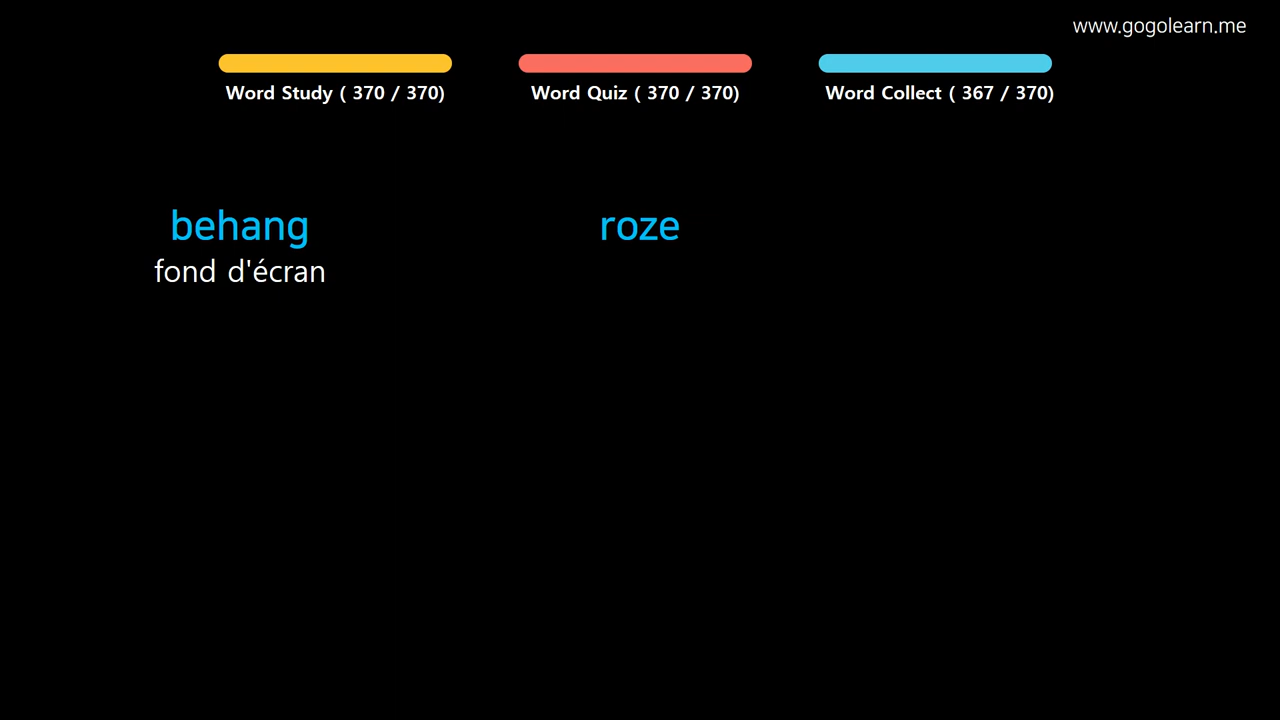 www.gogolearn.me
Word Study ( 370 / 370)
Word Quiz ( 370 / 370)
Word Collect ( 367 / 370)
behang
roze
fond d'écran